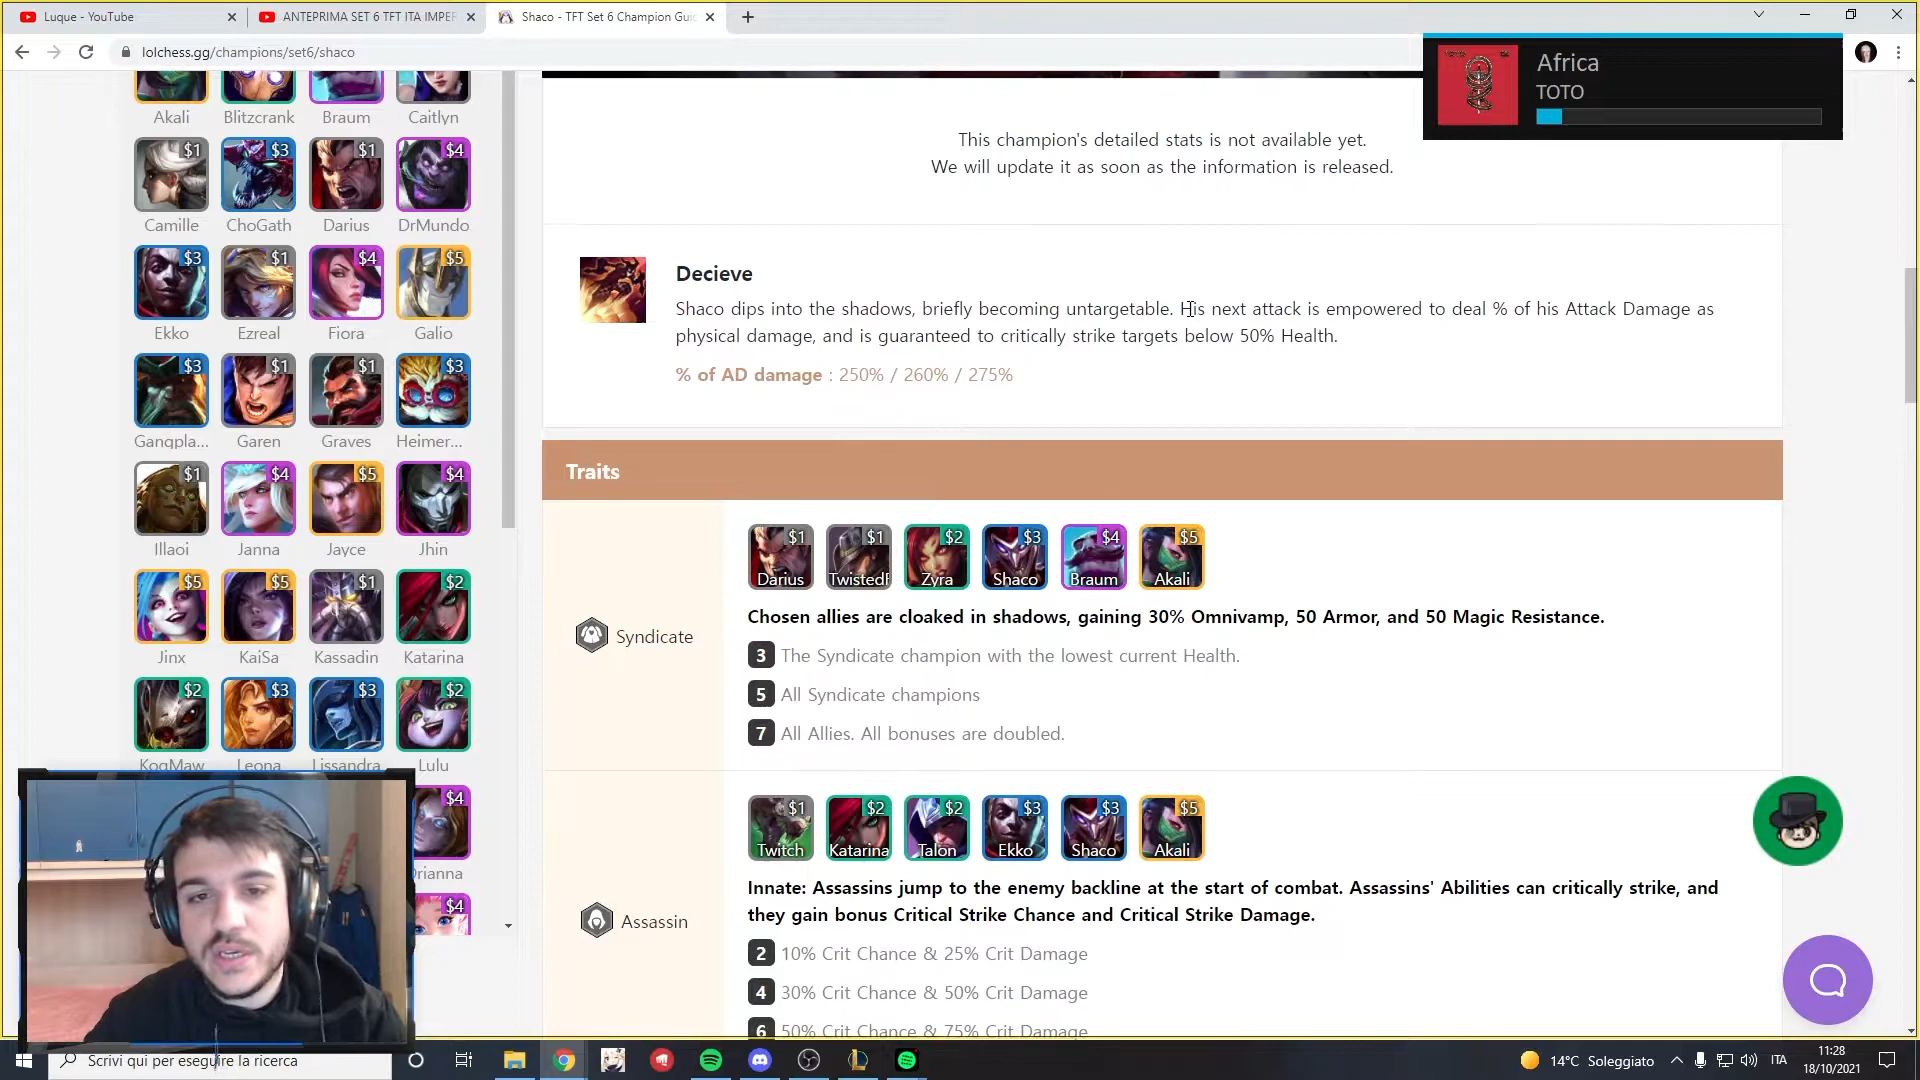 Luque - YouTube
ANTEPRIMA SET 6 TFT ITA IMPER
Shaco - TFT Set 6 Champion Gui
lolchess.gg/champions/set6/shaco
Africa
TOTO
Akali Blitzcrank Braum Caitlyn
$1 $3 $1 $4
Camille ChoGath Darius DrMundo
$3 $1 $4 $5
Ekko Ezreal Fiora Galio
$3 $1 $1 $3
Gangpla... Garen Graves Heimer...
$1 $4 $5 $4
Illaoi Janna Jayce Jhin
$5 $5 $1 $2
Jinx KaiSa Kassadin Katarina
$2 $3 $3 $2
KogMaw Leona Lissandra Lulu
$4
Orianna
$4
This champion's detailed stats is not available yet.
We will update it as soon as the information is released.
Decieve
Shaco dips into the shadows, briefly becoming untargetable. His next attack is empowered to deal % of his Attack Damage as
physical damage, and is guaranteed to critically strike targets below 50% Health.
% of AD damage : 250% / 260% / 275%
Traits
$1 $1 $2 $3 $4 $5
Darius TwistedF Zyra Shaco Braum Akali
Syndicate
Chosen allies are cloaked in shadows, gaining 30% Omnivamp, 50 Armor, and 50 Magic Resistance.
3 The Syndicate champion with the lowest current Health.
5 All Syndicate champions
7 All Allies. All bonuses are doubled.
$1 $2 $2 $3 $3 $5
Twitch Katarina Talon Ekko Shaco Akali
Assassin
Innate: Assassins jump to the enemy backline at the start of combat. Assassins' Abilities can critically strike, and
they gain bonus Critical Strike Chance and Critical Strike Damage.
2 10% Crit Chance & 25% Crit Damage
4 30% Crit Chance & 50% Crit Damage
6 50% Crit Chance & 75% Crit Damage
Scrivi qui per eseguire la ricerca
14°C Soleggiato
ITA
11:28
18/10/2021